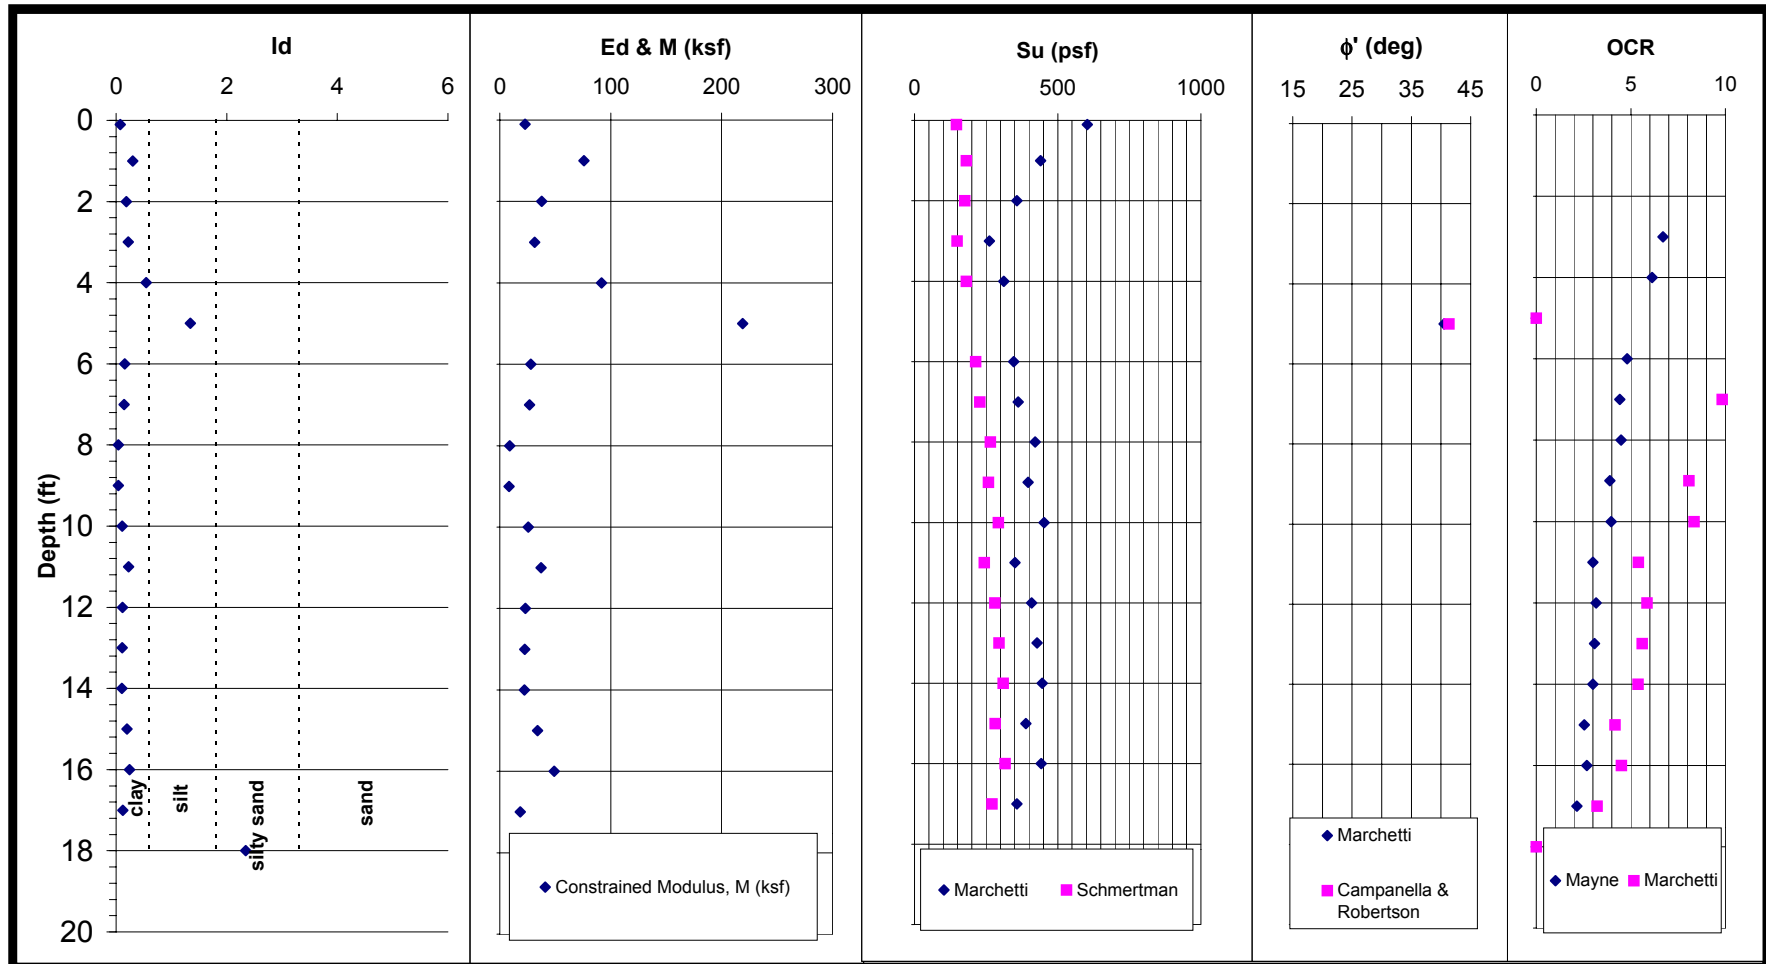 Id
Ed & M (ksf)
Su (psf)
ϕ' (deg)
OCR
0 2 4 6
0 100 200 300
0 500 1000
15 25 35 45
0 5 10
Depth (ft)
0
2
4
6
8
10
12
14
16
18
20
clay
silt
silty sand
sand
Constrained Modulus, M (ksf)
Marchetti Schmertman
Marchetti
Campanella &
Robertson
Mayne Marchetti